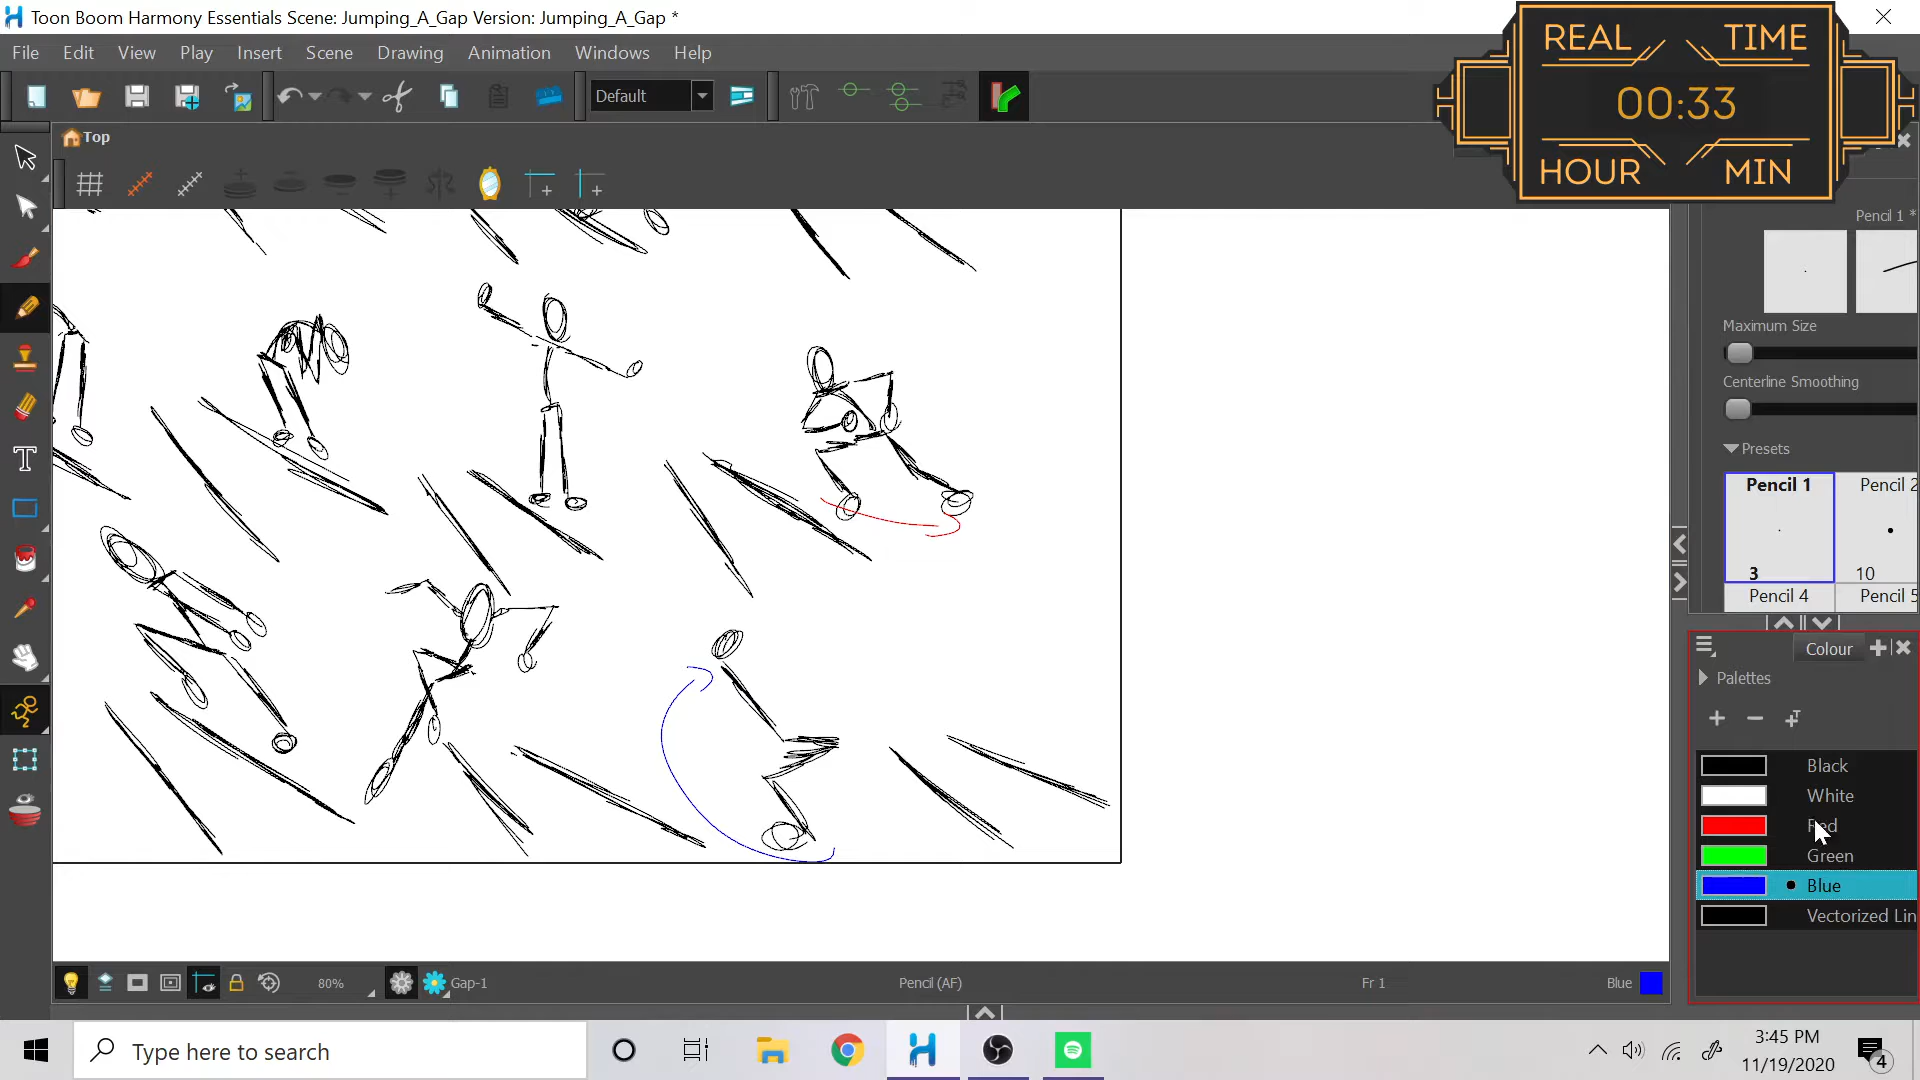 Toon Boom Harmony Essentials Scene: Jumping_A_Gap Version: Jumping_A_Gap *
File Edit View Play Insert Scene Drawing Animation Windows Help
REAL TIME
00:33
HOUR MIN
Default
Top
Pencil 1 *
Maximum Size
Centerline Smoothing
Presets
Pencil 1 Pencil 2
3 10
Pencil 4 Pencil 5
Colour
Palettes
Black
White
Red
Green
Blue
Vectorized Lin
80% Gap-1 Pencil (AF) Fr 1 Blue
Type here to search
3:45 PM
11/19/2020
4